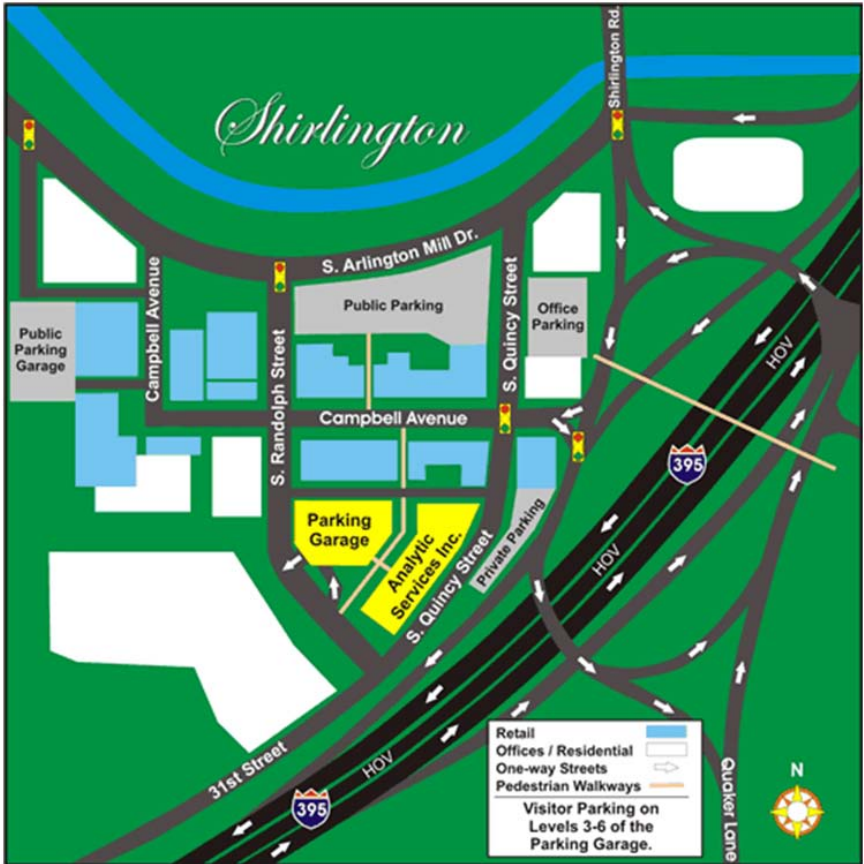 Shirlington Rd.
Shirlington
S. Arlington Mill Dr.
Public Parking
S. Quincy Street
Office
Parking
Campbell Avenue
Public
Parking
Garage
S. Randolph Street
HOV
Campbell Avenue
395
Parking
Garage
Analytic
Services Inc.
S. Quincy Street
Private Parking
HOV
31st Street
HOV
395
Quaker Lane
Retail
Offices / Residential
One-way Streets
Pedestrian Walkways
Visitor Parking on
Levels 3-6 of the
Parking Garage.
N